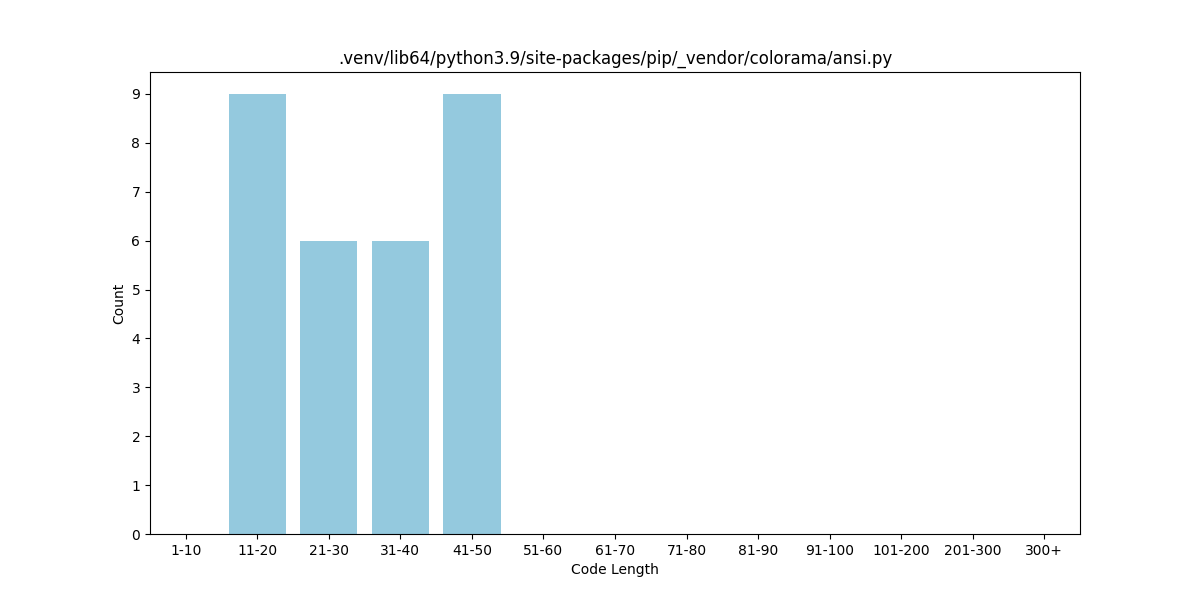 .venv/lib64/python3.9/site-packages/pip/_vendor/colorama/ansi.py
9
8
7
6
5
4
3
2
1
0
Count
1-10 11-20 21-30 31-40 41-50 51-60 61-70 71-80 81-90 91-100 101-200 201-300 300+
Code Length